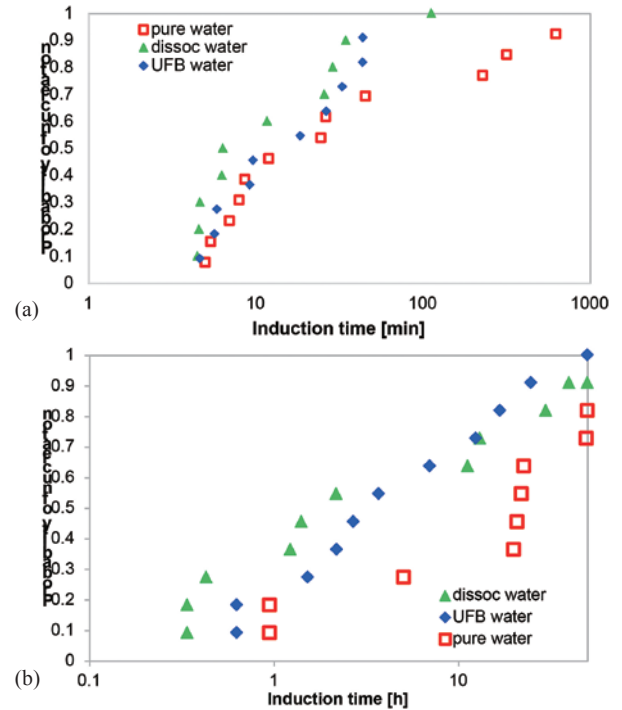 1
0.9
0.8
0.7
0.6
0.5
0.4
0.3
0.2
0.1
0
pure water
dissoc water
UFB water
1 10 100 1000
(a)
Induction time [min]
1
0.9
0.8
0.7
0.6
0.5
0.4
0.3
0.2
0.1
0
dissoc water
UFB water
pure water
0.1 1 10
(b)
Induction time [h]